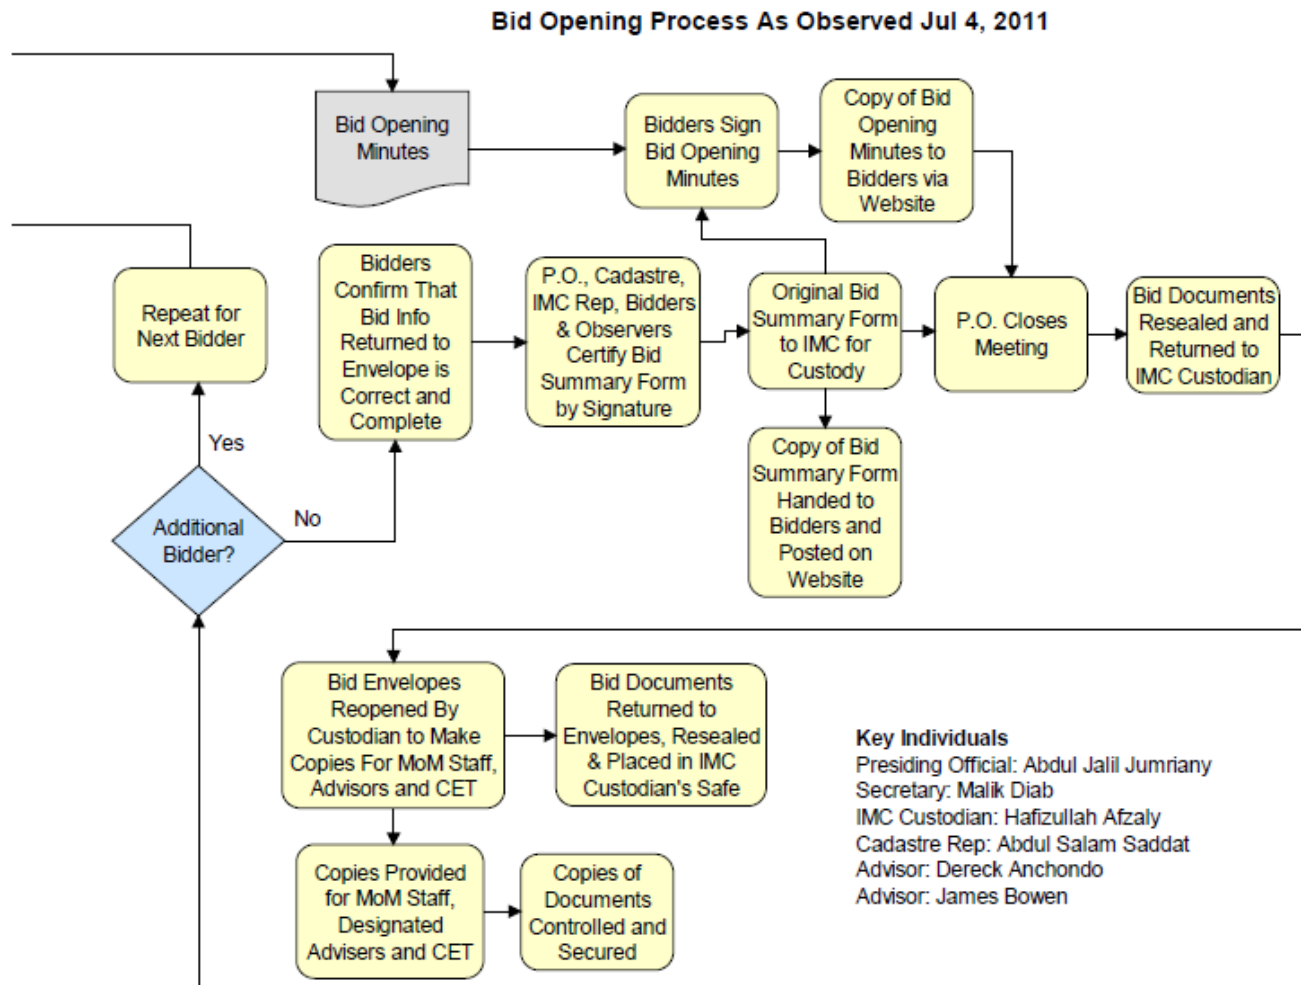 Bid Opening Process As Observed Jul 4, 2011
Bid Opening
Minutes
Bidders Sign
Bid Opening
Minutes
Copy of Bid
Opening
Minutes to
Bidders via
Website
Repeat for
Next Bidder
Bidders
Confirm That
Bid Info
Returned to
Envelope is
Correct and
Complete
P.O., Cadastre,
IMC Rep, Bidders
& Observers
Certify Bid
Summary Form
by Signature
Original Bid
Summary Form
to IMC for
Custody
P.O. Closes
Meeting
Bid Documents
Resealed and
Returned to
IMC Custodian
Yes
Additional
Bidder?
No
Copy of Bid
Summary Form
Handed to
Bidders and
Posted on
Website
Bid Envelopes
Reopened By
Custodian to Make
Copies For MoM Staff,
Advisors and CET
Bid Documents
Returned to
Envelopes, Resealed
& Placed in IMC
Custodian's Safe
Copies Provided
for MoM Staff,
Designated
Advisers and CET
Copies of
Documents
Controlled and
Secured
Key Individuals
Presiding Official: Abdul Jalil Jumriany
Secretary: Malik Diab
IMC Custodian: Hafizullah Afzaly
Cadastre Rep: Abdul Salam Saddat
Advisor: Dereck Anchondo
Advisor: James Bowen